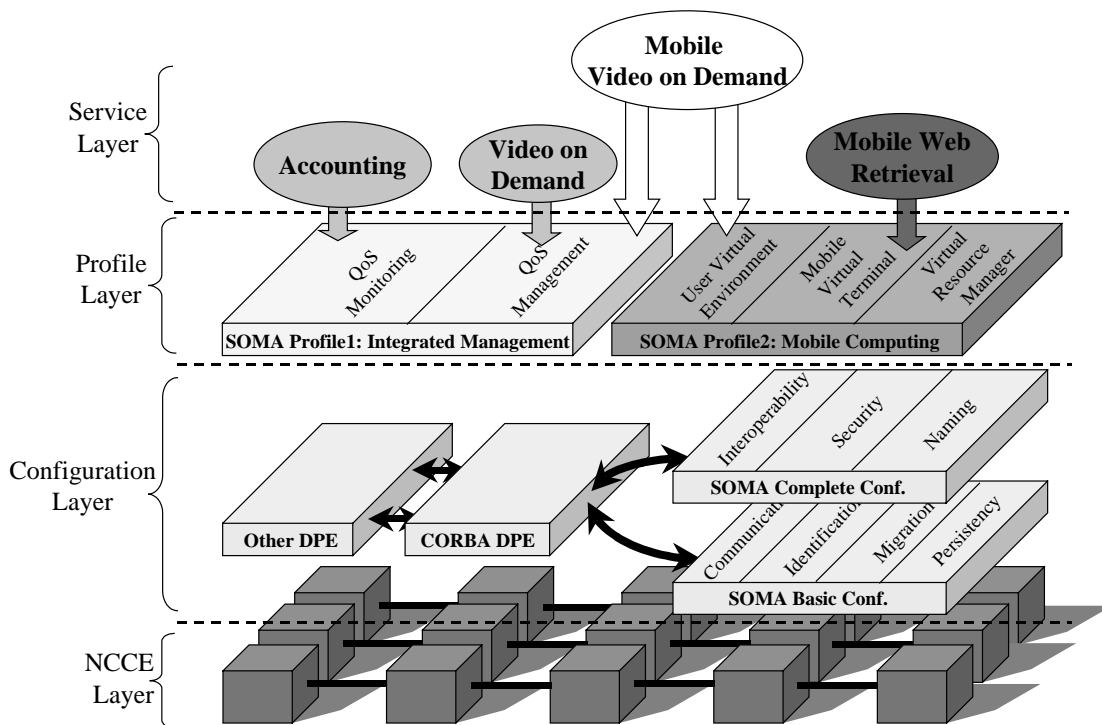 Mobile
Video on Demand
Service
Layer
Accounting
Video on
Demand
Mobile Web
Retrieval
Profile
Layer
QoS
Monitoring
QoS
Management
User Virtual
Environment
Mobile
Virtual
Terminal
Virtual
Resource
Manager
SOMA Profile1: Integrated Management
SOMA Profile2: Mobile Computing
Configuration
Layer
Interoperability
Security
Naming
SOMA Complete Conf.
Other DPE
CORBA DPE
Communicati
Identification
Migration
Persistency
SOMA Basic Conf.
NCCE
Layer